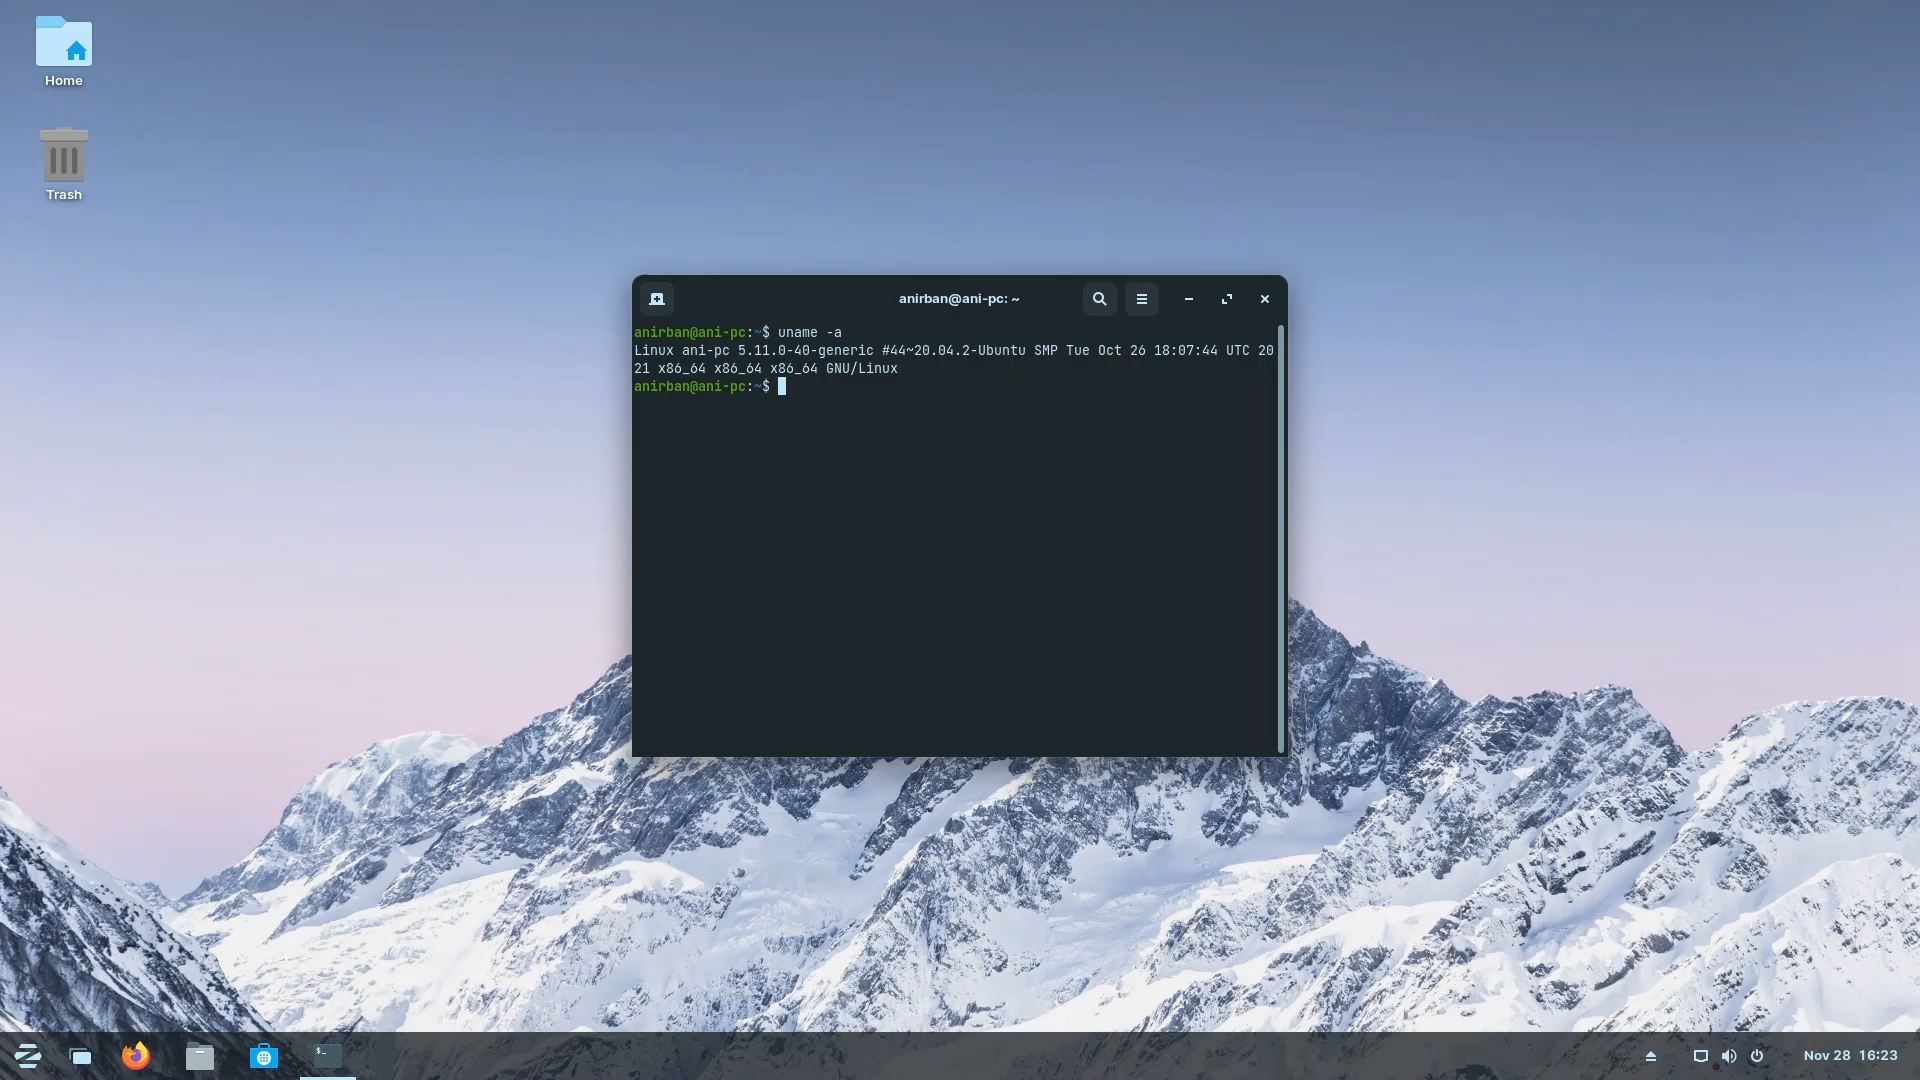 Home
Trash
anirban@ani-pc: ~
anirban@ani-pc:~$ uname -a
Linux ani-pc 5.11.0-40-generic #44~20.04.2-Ubuntu SMP Tue Oct 26 18:07:44 UTC 20
21 x86_64 x86_64 x86_64 GNU/Linux
anirban@ani-pc:~$
$_
Nov 28 16:23